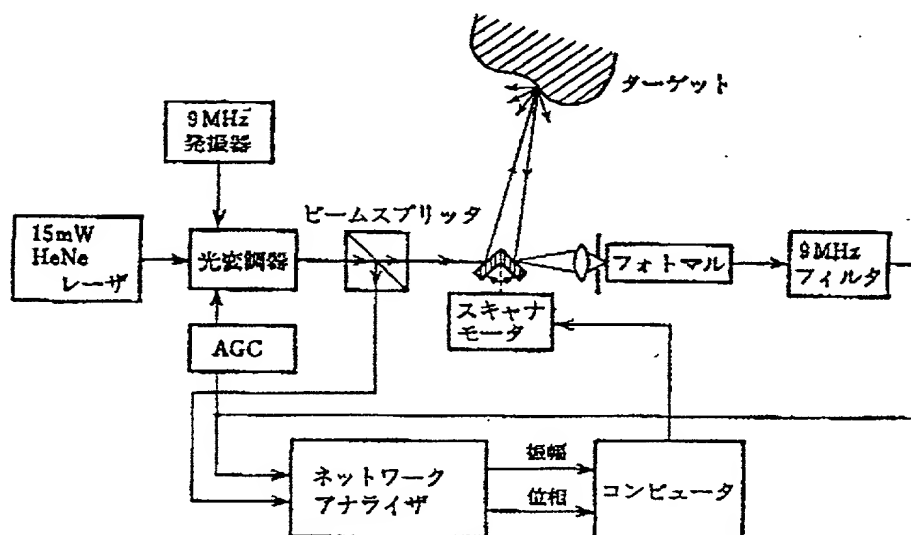 ターゲット
9MHz
発振器
ビームスプリッタ
15mW
HeNe
レーザ
光変調器
フォトマル
9MHz
フィルタ
スキャナ
モータ
AGC
ネットワーク
アナライザ
振幅
位相
コンピュータ